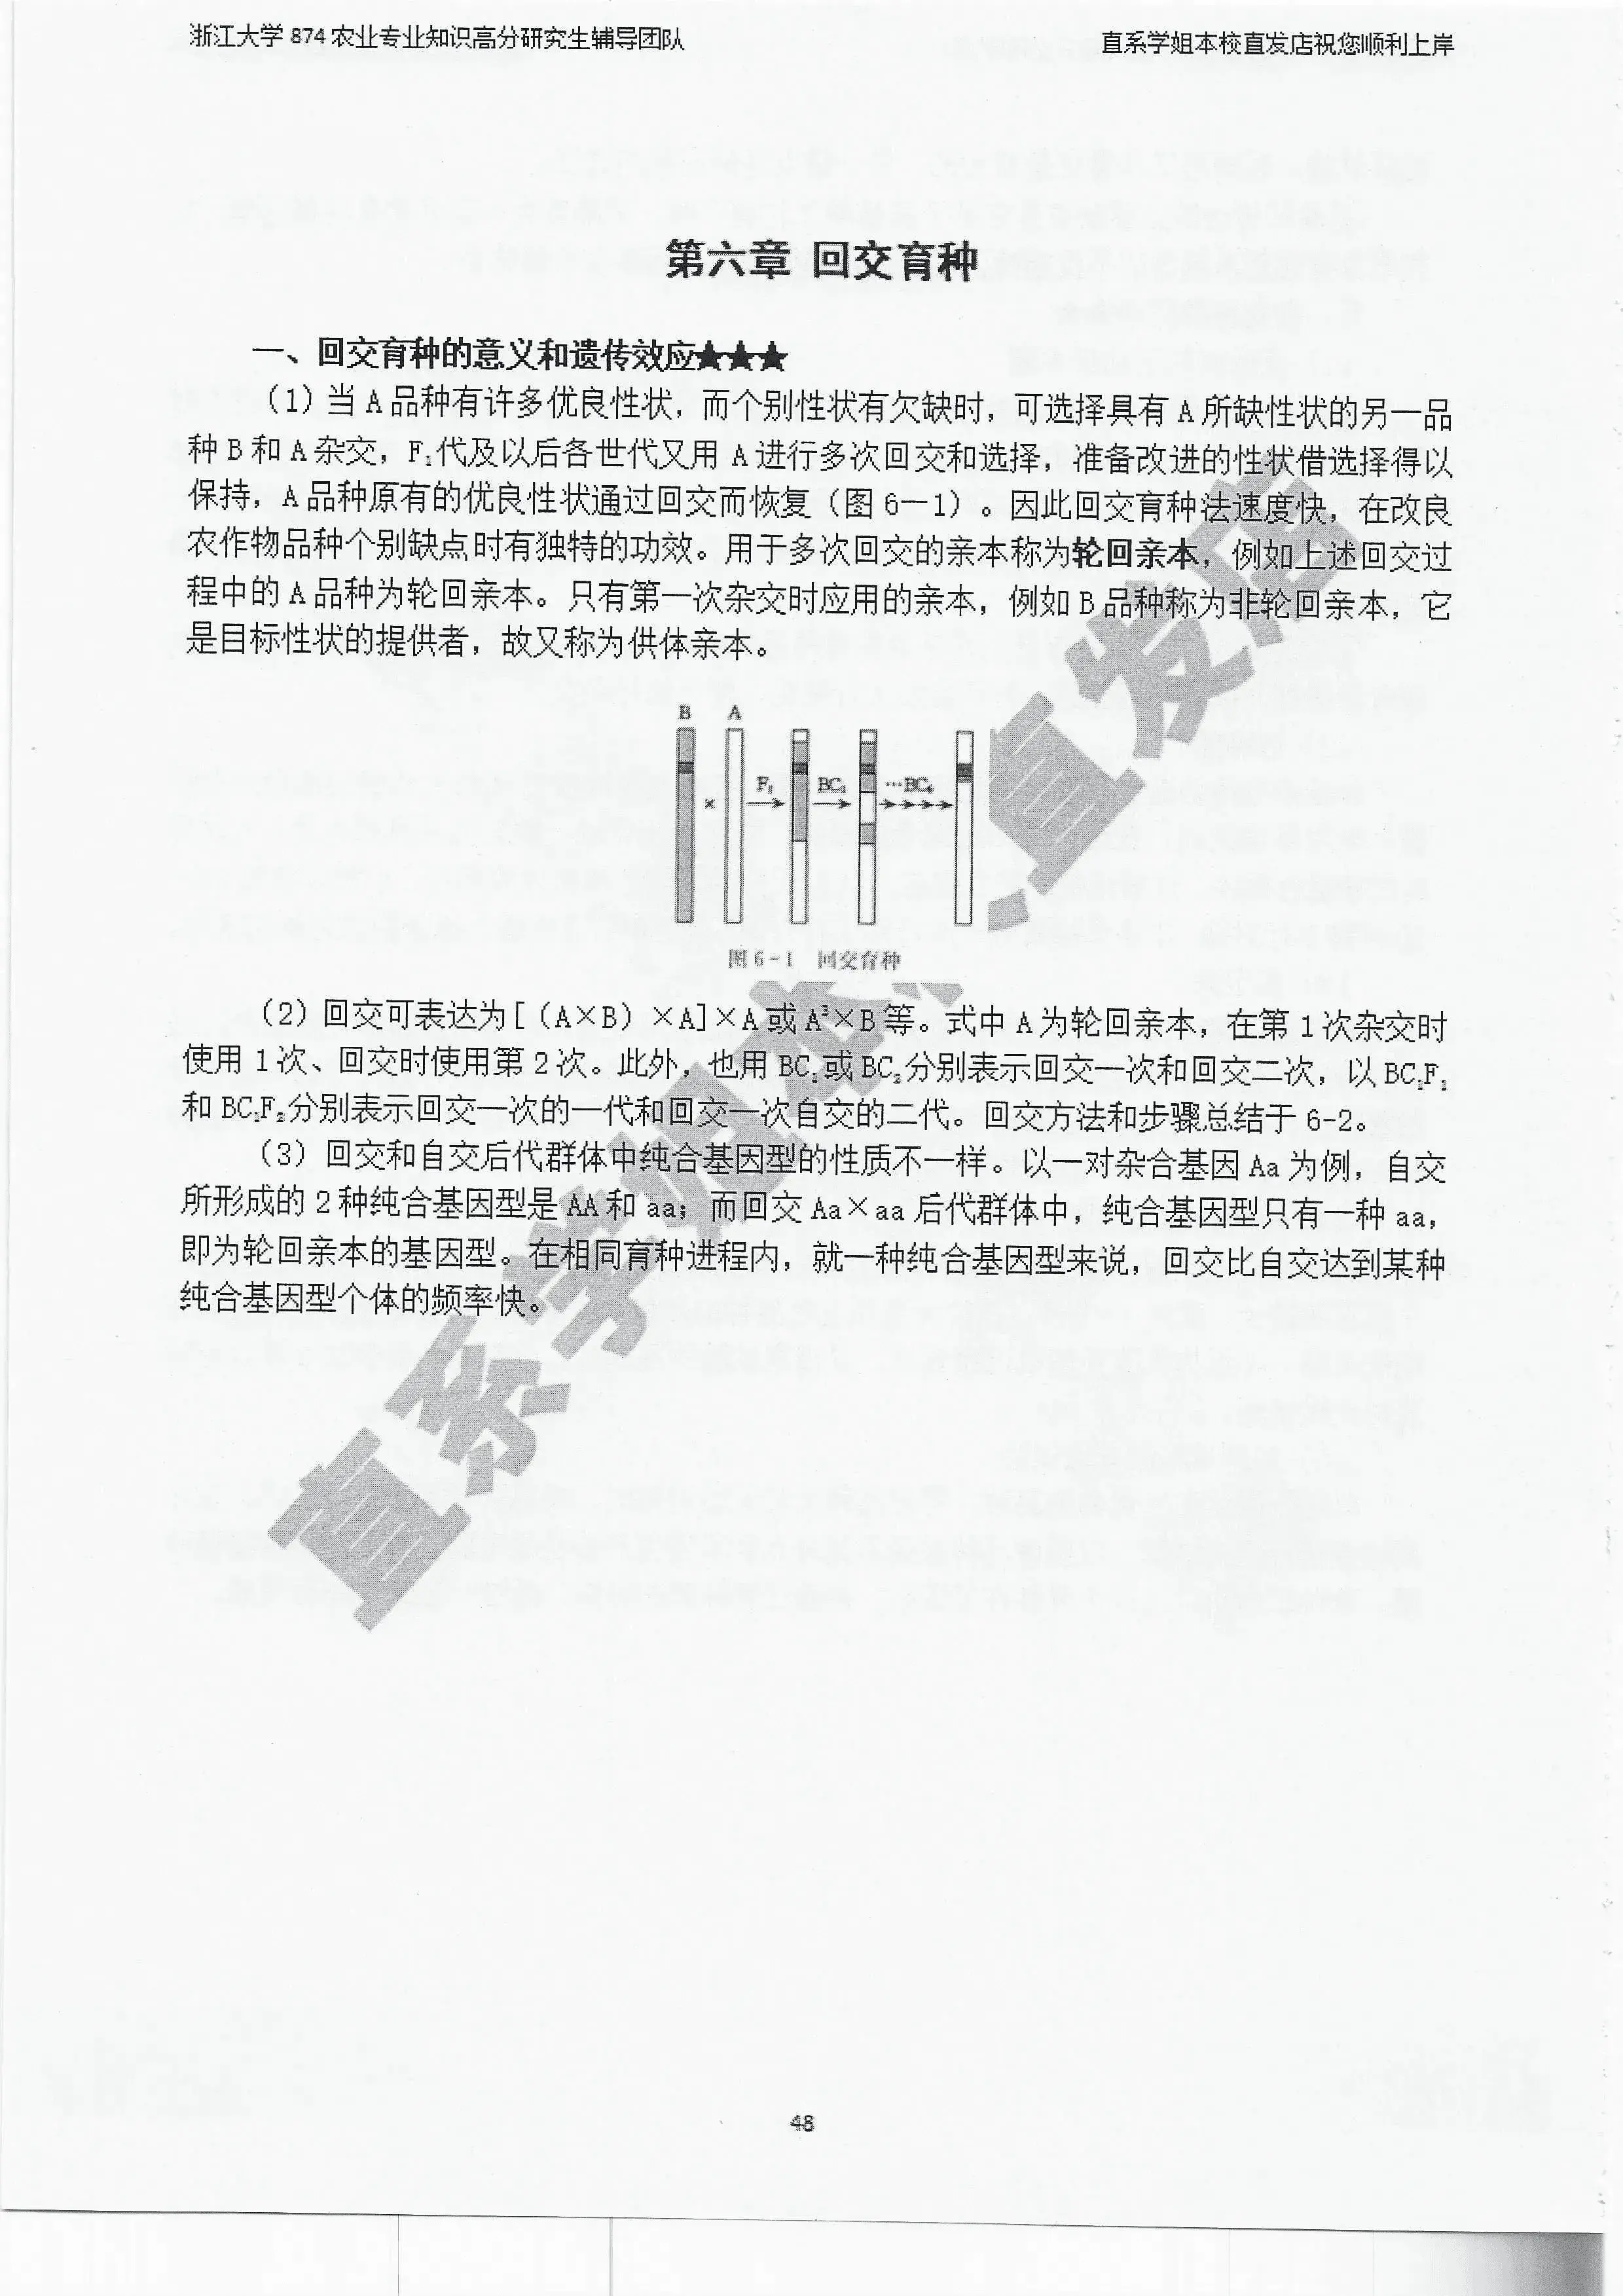 浙江大学 874 农业专业知识高分研究生辅导团队
直系学姐本校直发店祝您顺利上岸
第六章 回交育种
一、回交育种的意义和遗传效应★★★
（1）当 A 品种有许多优良性状，而个别性状有欠缺时，可选择具有 A 所缺性状的另一品
种 B 和 A 杂交，F₁代及以后各世代又用 A 进行多次回交和选择，准备改进的性状借选择得以
保持，A 品种原有的优良性状通过回交而恢复（图 6—1）。因此回交育种法速度快，在改良
农作物品种个别缺点时有独特的功效。用于多次回交的亲本称为轮回亲本，例如上述回交过
程中的 A 品种为轮回亲本。只有第一次杂交时应用的亲本，例如 B 品种称为非轮回亲本，它
是目标性状的提供者，故又称为供体亲本。
B A
× F₁ BC₁ …BC₆
图 6-1 回交育种
（2）回交可表达为[（A×B）×A]×A 或 A³×B 等。式中 A 为轮回亲本，在第 1 次杂交时
使用 1 次、回交时使用第 2 次。此外，也用 BC₁或 BC₂分别表示回交一次和回交二次，以 BC₁F₁
和 BC₁F₂分别表示回交一次的一代和回交一次自交的二代。回交方法和步骤总结于 6-2。
（3）回交和自交后代群体中纯合基因型的性质不一样。以一对杂合基因 Aa 为例，自交
所形成的 2 种纯合基因型是 AA 和 aa；而回交 Aa×aa 后代群体中，纯合基因型只有一种 aa，
即为轮回亲本的基因型。在相同育种进程内，就一种纯合基因型来说，回交比自交达到某种
纯合基因型个体的频率快。
直系学姐本 直发店
48